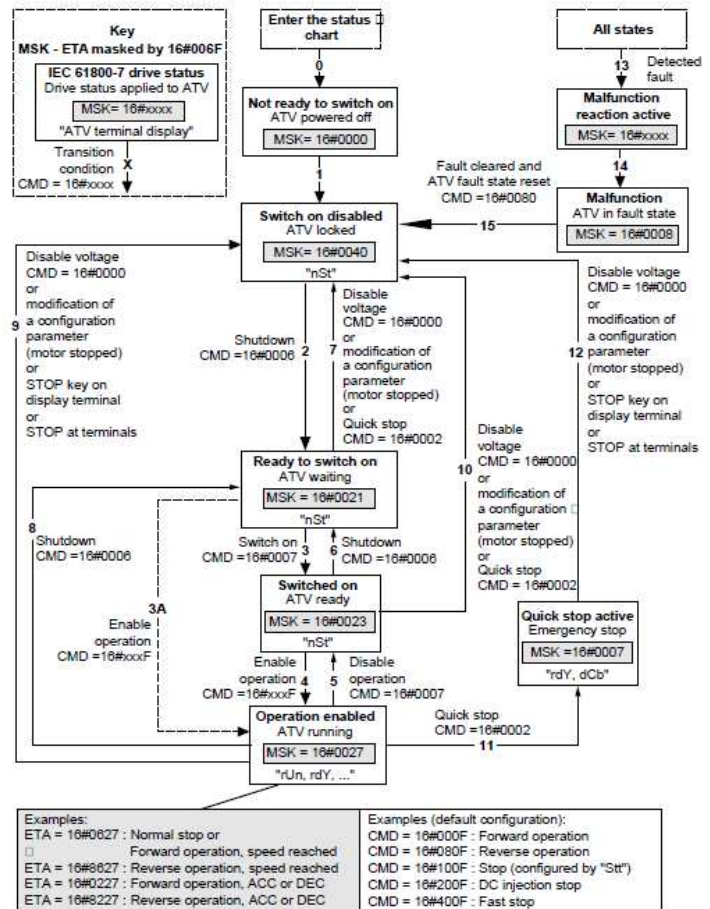 Key
MSK - ETA masked by 16#006F
IEC 61800-7 drive status
Drive status applied to ATV
MSK= 16#xxxx
"ATV terminal display"
Transition
condition
X
CMD = 16#xxxx
Enter the status
chart
0
Not ready to switch on
ATV powered off
MSK= 16#0000
1
All states
13
Detected
fault
Malfunction
reaction active
MSK= 16#xxxx
14
Malfunction
ATV in fault state
MSK = 16#0008
Fault cleared and
ATV fault state reset
CMD =16#0080
15
Switch on disabled
ATV locked
MSK= 16#0040
"nSt"
Disable voltage
CMD = 16#0000
or
modification of
a configuration
parameter
(motor stopped)
or
STOP key on
display terminal
or
STOP at terminals
9
Shutdown
CMD =16#0006
2
7
Disable
voltage
CMD = 16#0000
or
modification of
a configuration
parameter
(motor stopped)
or
Quick stop
CMD = 16#0002
Disable voltage
CMD = 16#0000
or
modification of
a configuration
12 parameter
(motor stopped)
or
STOP key on
display terminal
or
STOP at terminals
10
Disable
voltage
CMD = 16#0000
or
modification of
a configuration
parameter
(motor stopped)
or
Quick stop
CMD = 16#0002
Ready to switch on
ATV waiting
MSK = 16#0021
"nSt"
8
Shutdown
CMD =16#0006
Switch on
CMD =16#0007
3
6
Shutdown
CMD =16#0006
3A
Enable
operation
CMD =16#xxxF
Switched on
ATV ready
MSK = 16#0023
"nSt"
Enable
operation
CMD =16#xxxF
4
5
Disable
operation
CMD =16#0007
Quick stop active
Emergency stop
MSK =16#0007
"rdY, dCb"
Operation enabled
ATV running
MSK = 16#0027
"rUn, rdY, ..."
Quick stop
CMD =16#0002
11
Examples:
ETA = 16#0627 : Normal stop or
Forward operation, speed reached
ETA = 16#8627 : Reverse operation, speed reached
ETA = 16#0227 : Forward operation, ACC or DEC
ETA = 16#8227 : Reverse operation, ACC or DEC
Examples (default configuration):
CMD = 16#000F : Forward operation
CMD = 16#080F : Reverse operation
CMD = 16#100F : Stop (configured by "Stt")
CMD = 16#200F : DC injection stop
CMD = 16#400F : Fast stop